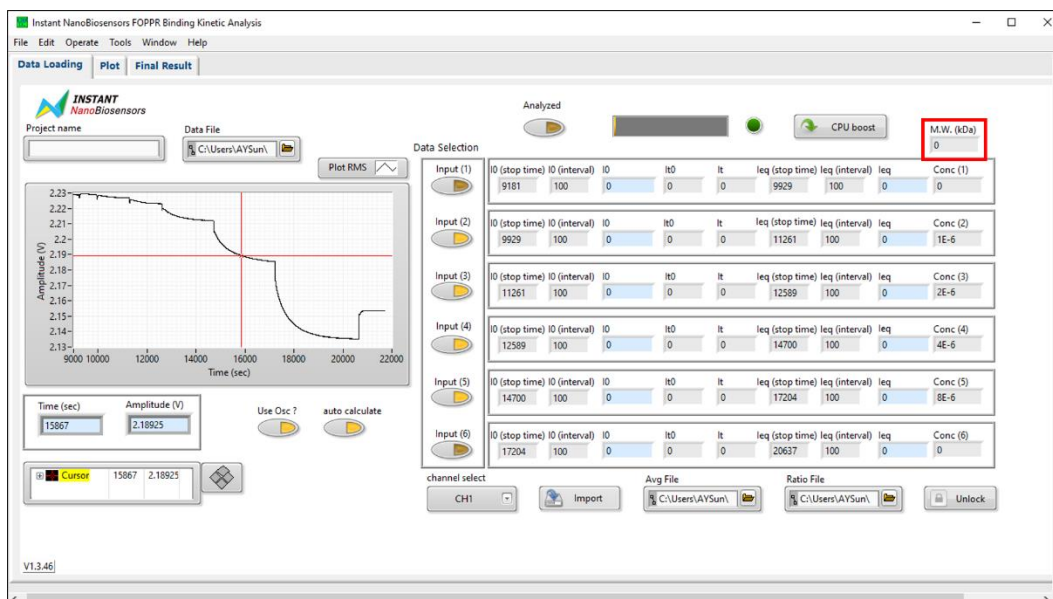 Instant NanoBiosensors FOPPR Binding Kinetic Analysis
File Edit Operate Tools Window Help
Data Loading Plot Final Result
INSTANT
NanoBiosensors
Project name
Data File
C:\Users\AYSun\
Plot RMS
Analyzed
CPU boost
M.W. (kDa)
0
Data Selection
Amplitude (V)
2.23
2.22
2.21
2.2
2.19
2.18
2.17
2.16
2.15
2.14
2.13
9000 10000 12000 14000 16000 18000 20000 22000
Time (sec)
Input (1) I0 (stop time) I0 (interval) I0 It0 It Ieq (stop time) Ieq (interval) Ieq Conc (1)
9181 100 0 0 0 9929 100 0 0
Input (2) I0 (stop time) I0 (interval) I0 It0 It Ieq (stop time) Ieq (interval) Ieq Conc (2)
9929 100 0 0 0 11261 100 0 1E-6
Input (3) I0 (stop time) I0 (interval) I0 It0 It Ieq (stop time) Ieq (interval) Ieq Conc (3)
11261 100 0 0 0 12589 100 0 2E-6
Input (4) I0 (stop time) I0 (interval) I0 It0 It Ieq (stop time) Ieq (interval) Ieq Conc (4)
12589 100 0 0 0 14700 100 0 4E-6
Input (5) I0 (stop time) I0 (interval) I0 It0 It Ieq (stop time) Ieq (interval) Ieq Conc (5)
14700 100 0 0 0 17204 100 0 8E-6
Input (6) I0 (stop time) I0 (interval) I0 It0 It Ieq (stop time) Ieq (interval) Ieq Conc (6)
17204 100 0 0 0 20637 100 0 0
Time (sec) Amplitude (V)
15867 2.18925
Use Osc ? auto calculate
Cursor 15867 2.18925
channel select
CH1
Import
Avg File
C:\Users\AYSun\
Ratio File
C:\Users\AYSun\
Unlock
V1.3.46